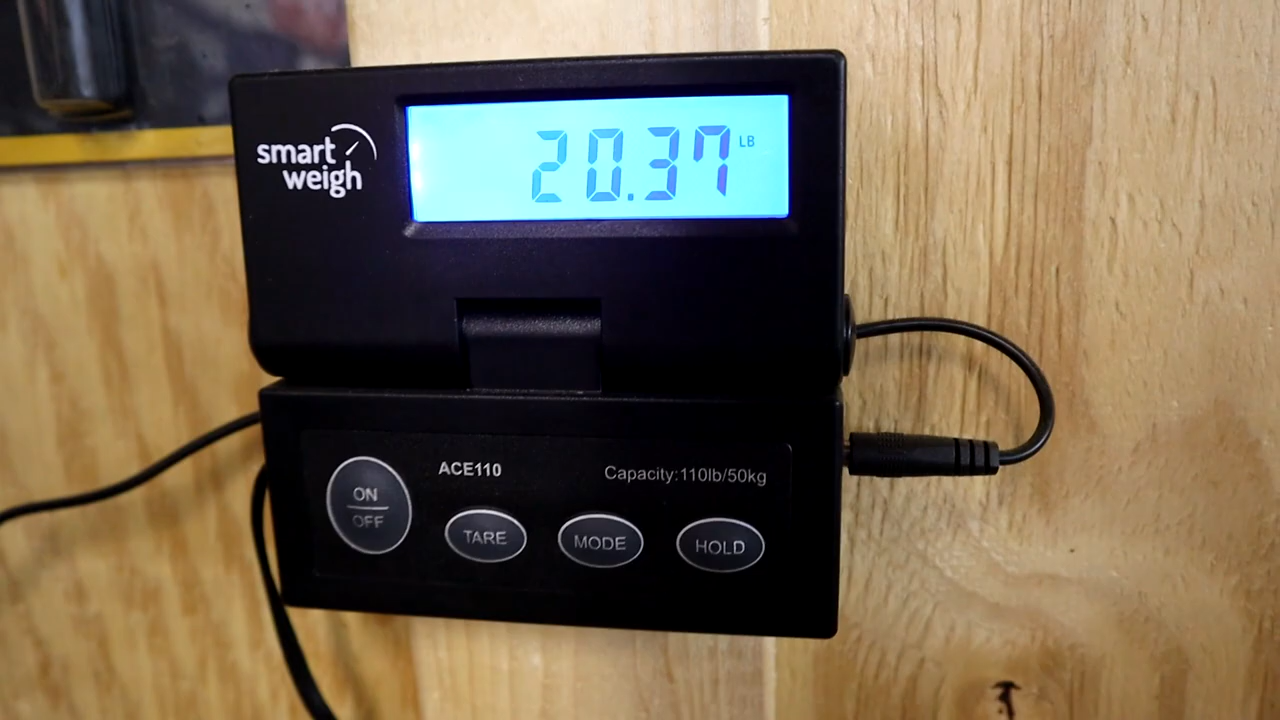 smart
weigh
20.37 LB
ACE110
Capacity:110lb/50kg
ON
OFF
TARE
MODE
HOLD